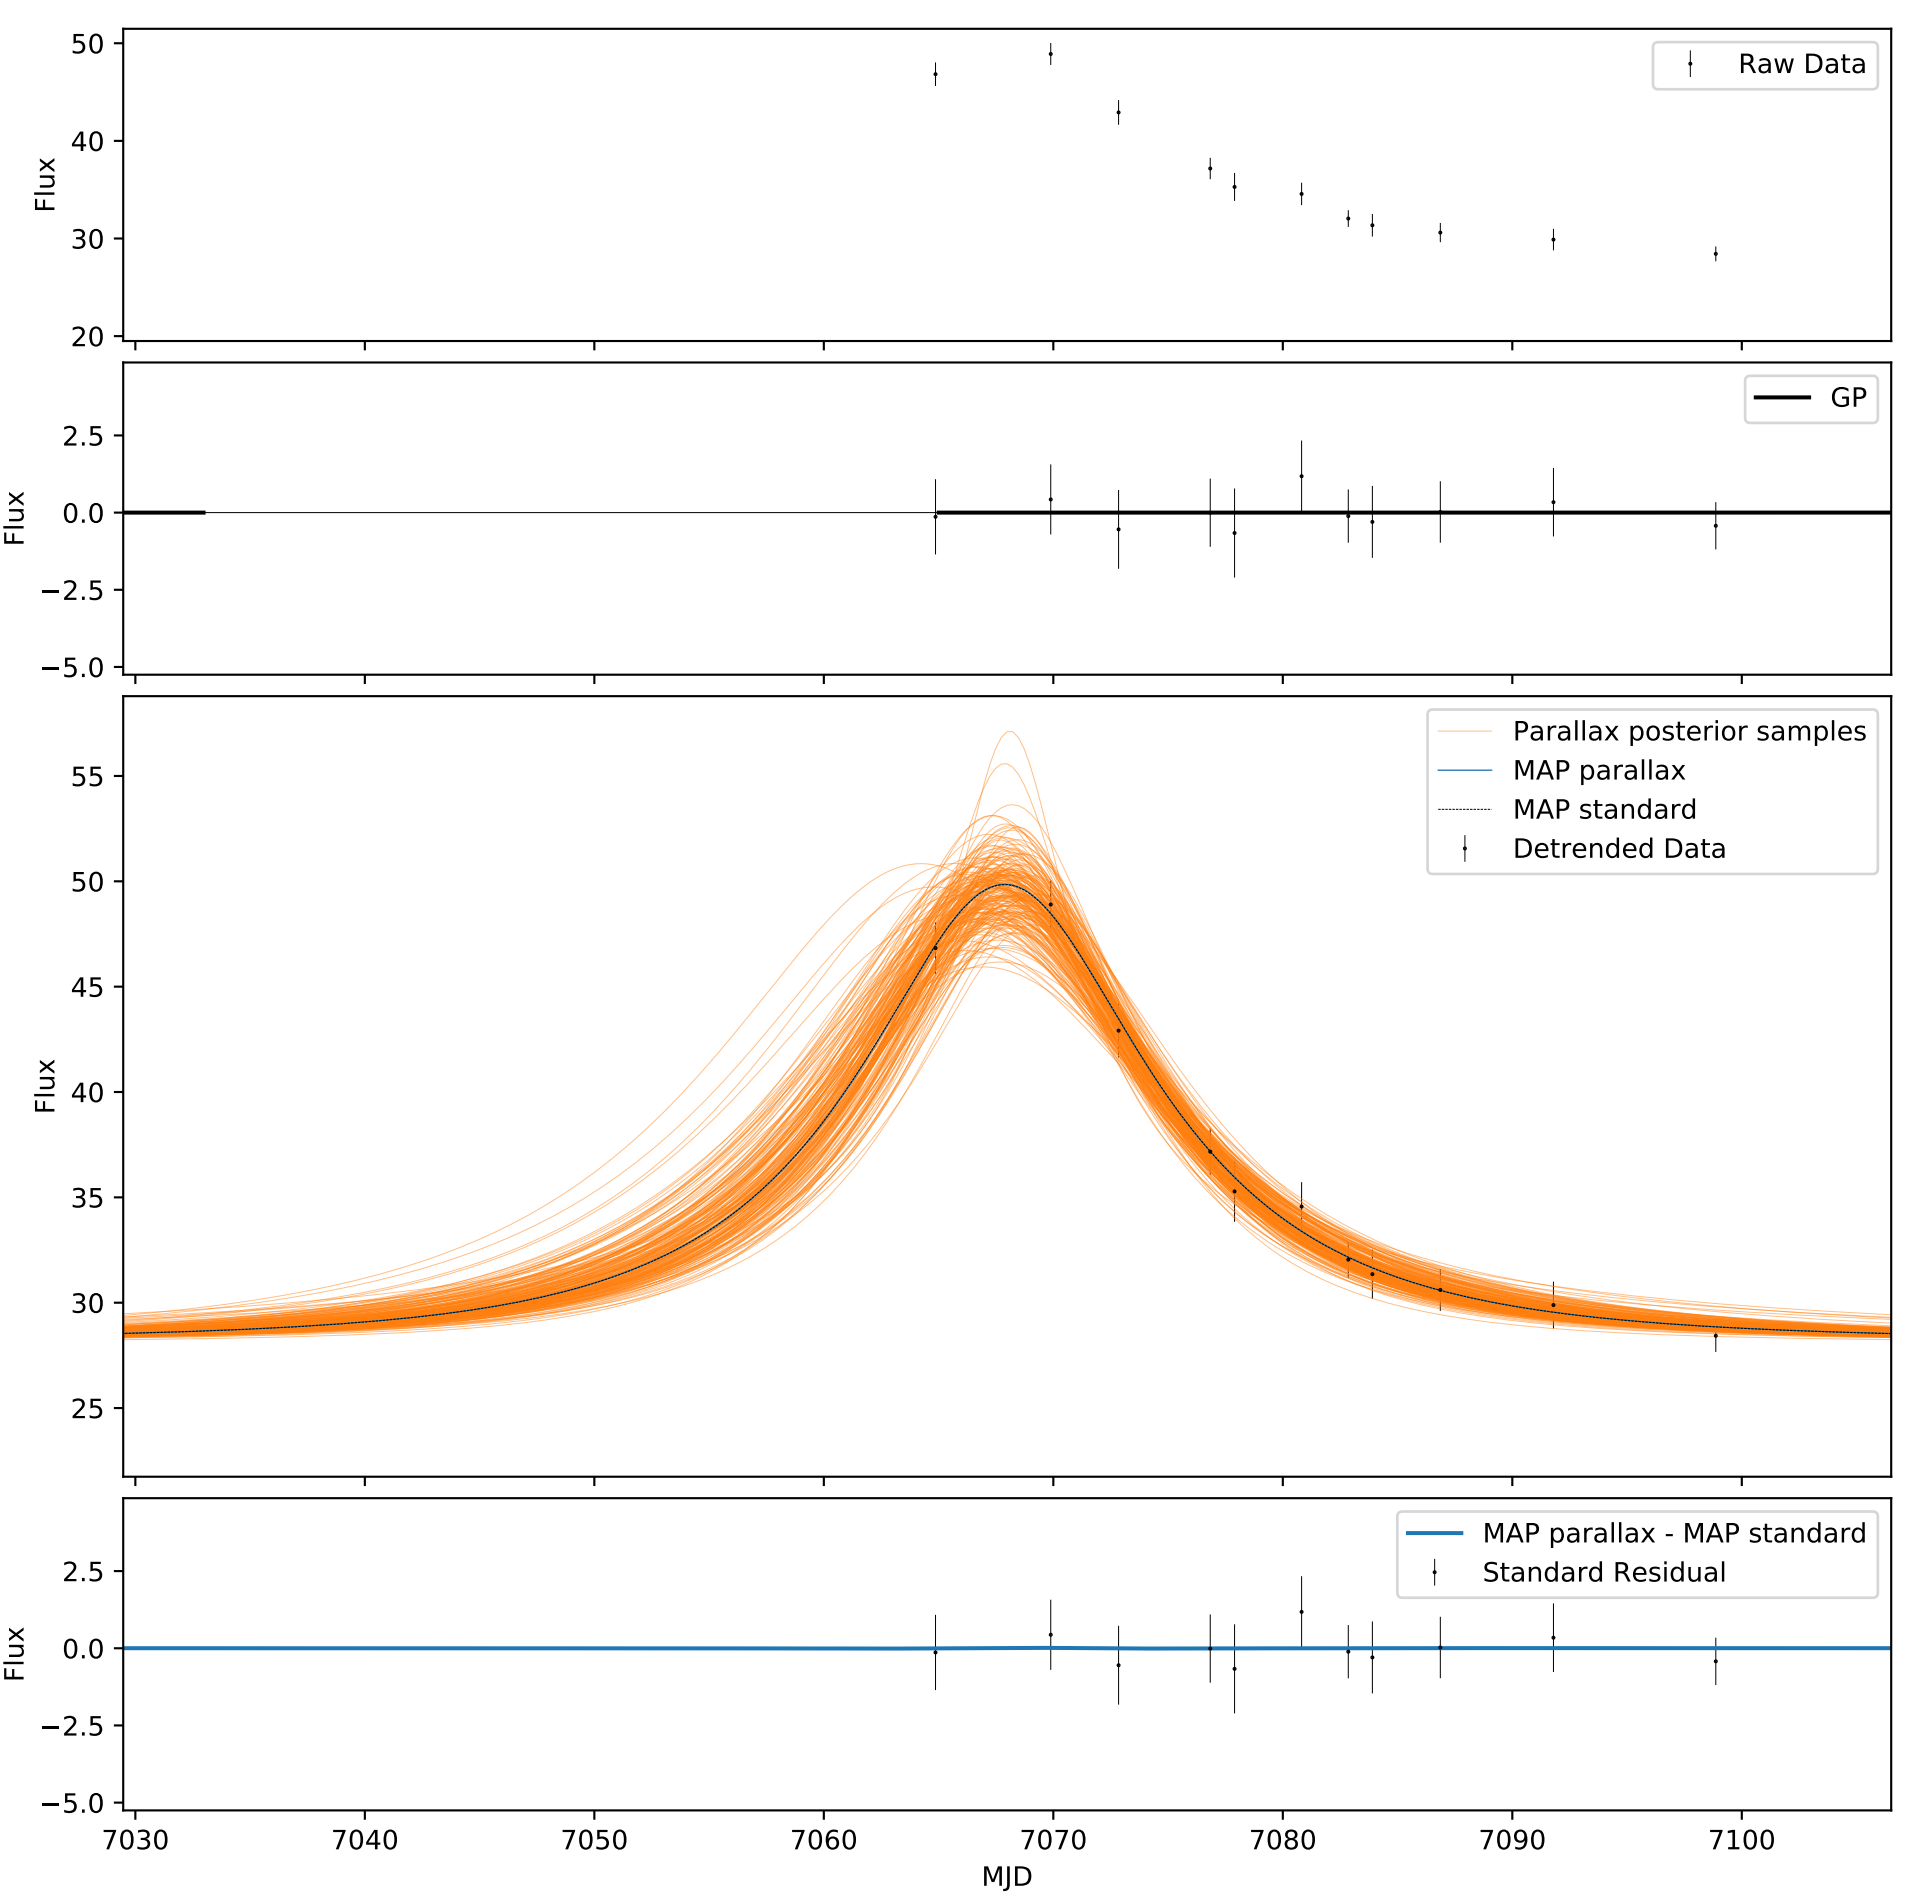 50
40
30
20
Flux
Raw Data
2.5
0.0
−2.5
−5.0
Flux
GP
55
50
45
40
35
30
25
Flux
Parallax posterior samples
MAP parallax
MAP standard
Detrended Data
2.5
0.0
−2.5
−5.0
Flux
MAP parallax - MAP standard
Standard Residual
7030 7040 7050 7060 7070 7080 7090 7100
MJD